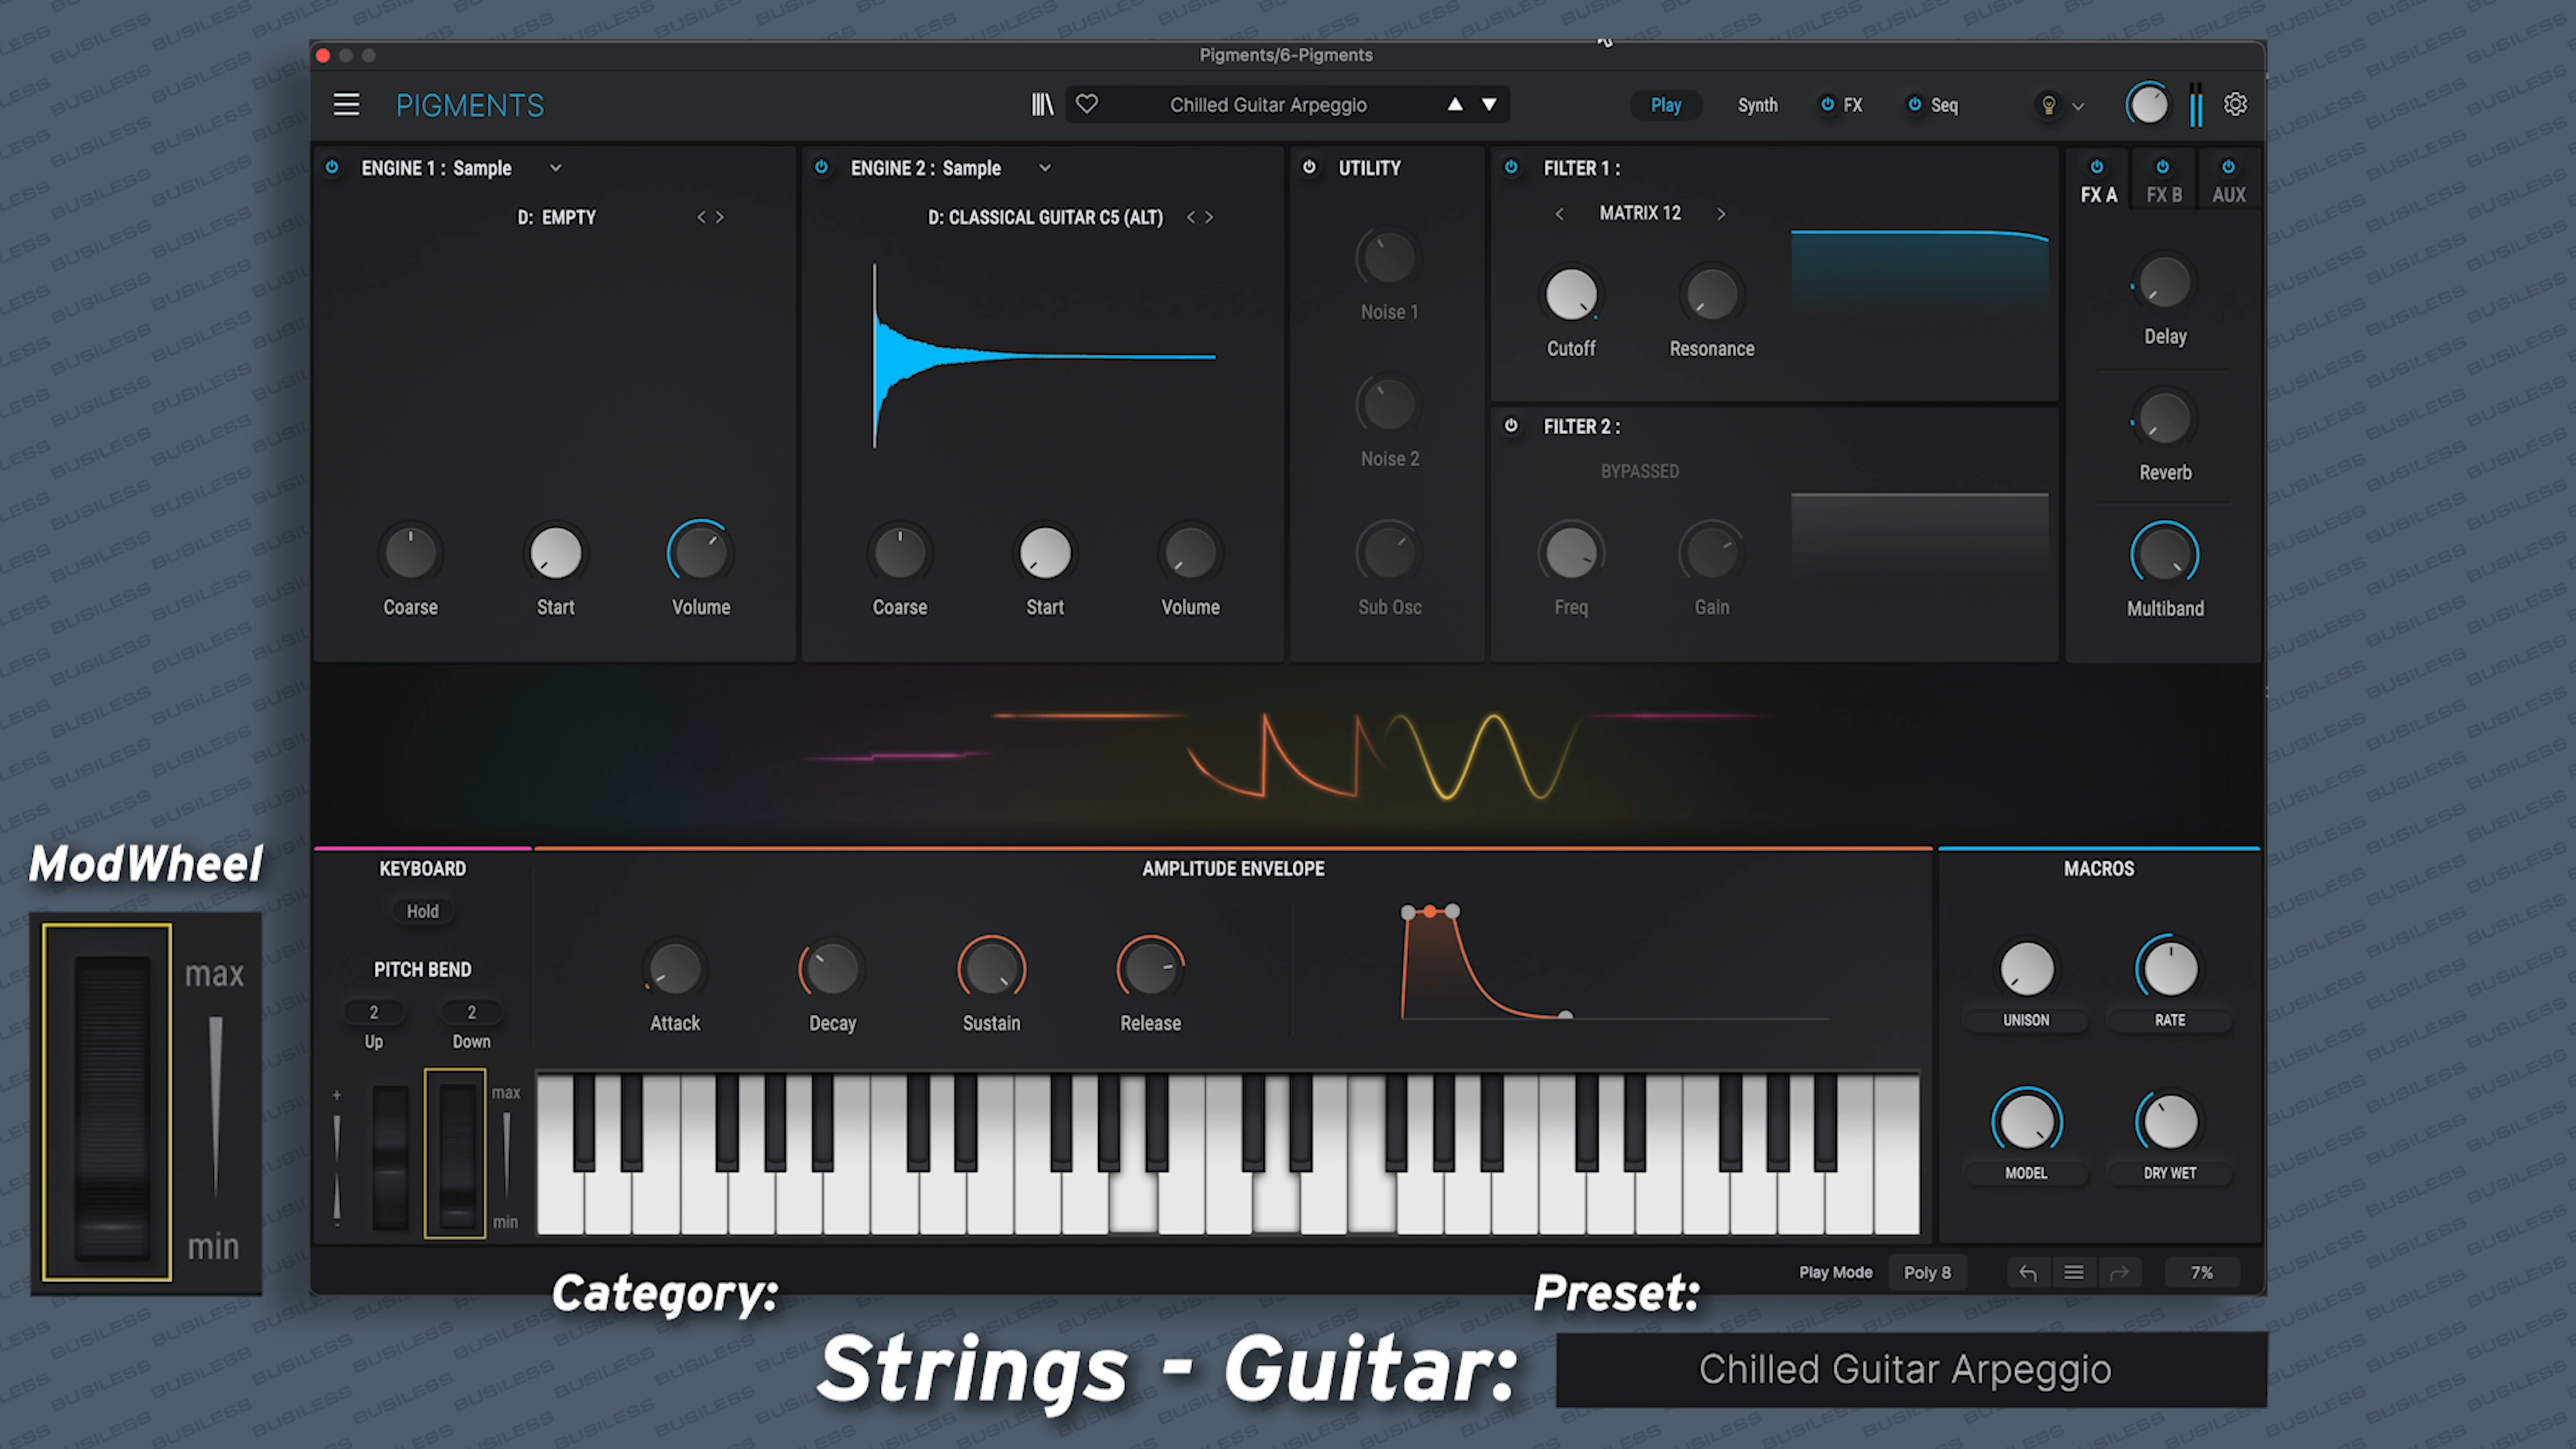 Pigments/6-Pigments
PIGMENTS
Chilled Guitar Arpeggio
Play
Synth
FX
Seq
ENGINE 1 : Sample
ENGINE 2 : Sample
UTILITY
FILTER 1 :
FX A
FX B
AUX
D: EMPTY
D: CLASSICAL GUITAR C5 (ALT)
MATRIX 12
Noise 1
Cutoff
Resonance
Delay
FILTER 2 :
Noise 2
BYPASSED
Reverb
Coarse
Start
Volume
Coarse
Start
Volume
Sub Osc
Freq
Gain
Multiband
ModWheel
max
min
KEYBOARD
Hold
PITCH BEND
2
2
Up
Down
+
-
max
min
AMPLITUDE ENVELOPE
Attack
Decay
Sustain
Release
MACROS
UNISON
RATE
MODEL
DRY WET
Play Mode
Poly 8
7%
Category:
Strings - Guitar:
Preset:
Chilled Guitar Arpeggio
BUSILESS